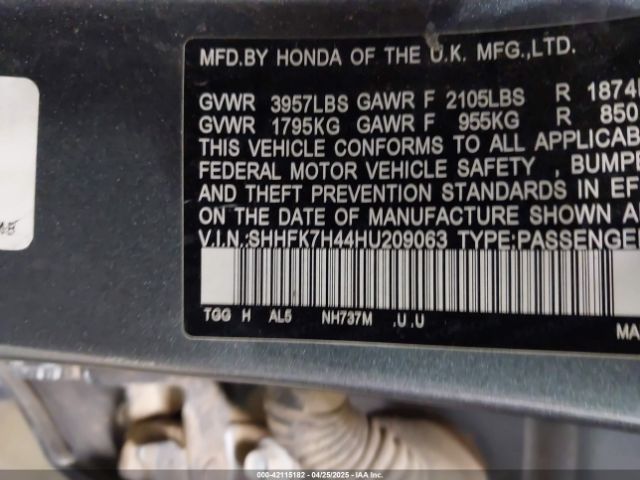 MFD.BY HONDA OF THE U.K. MFG.,LTD.
GVWR 3957LBS GAWR F 2105LBS R 1874
GVWR 1795KG GAWR F 955KG R 850
THIS VEHICLE CONFORMS TO ALL APPLICAB
FEDERAL MOTOR VEHICLE SAFETY , BUMP
AND THEFT PREVENTION STANDARDS IN EF
ON THE DATE OF MANUFACTURE SHOWN A
V.I.N.:SHHFK7H44HU209063 TYPE:PASSENGE
TGG H AL5 NH737M .U .U
MA
000-42115182 - 04/25/2025 - IAA Inc.